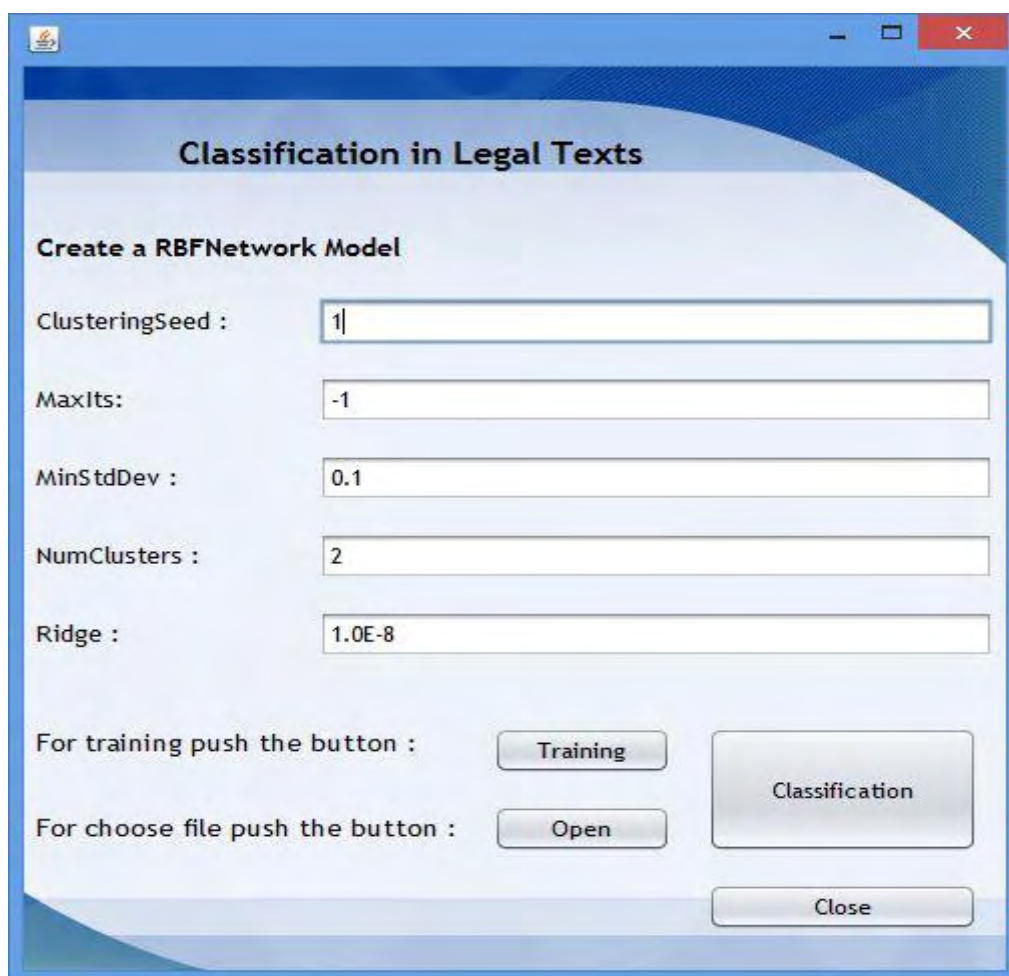 Classification in Legal Texts
Create a RBFNetwork Model
ClusteringSeed : 1
MaxIts: -1
MinStdDev : 0.1
NumClusters : 2
Ridge : 1.0E-8
For training push the button : Training
Classification
For choose file push the button : Open
Close